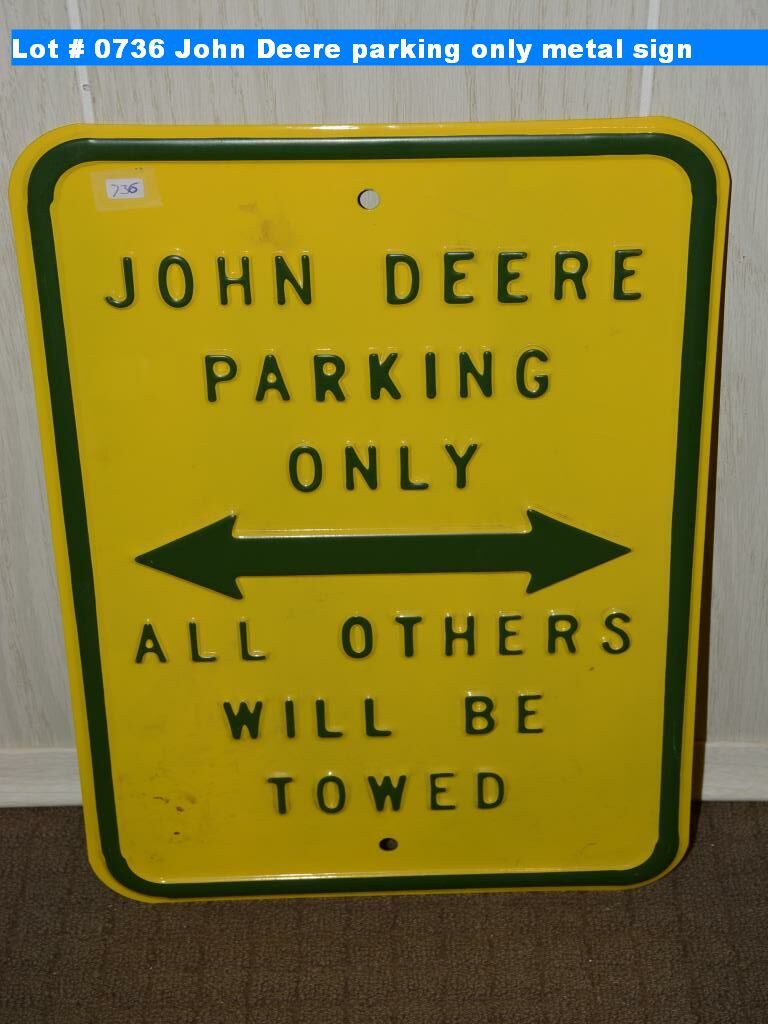 Lot # 0736 John Deere parking only metal sign
736
JOHN DEERE
PARKING
ONLY
ALL OTHERS
WILL BE
TOWED